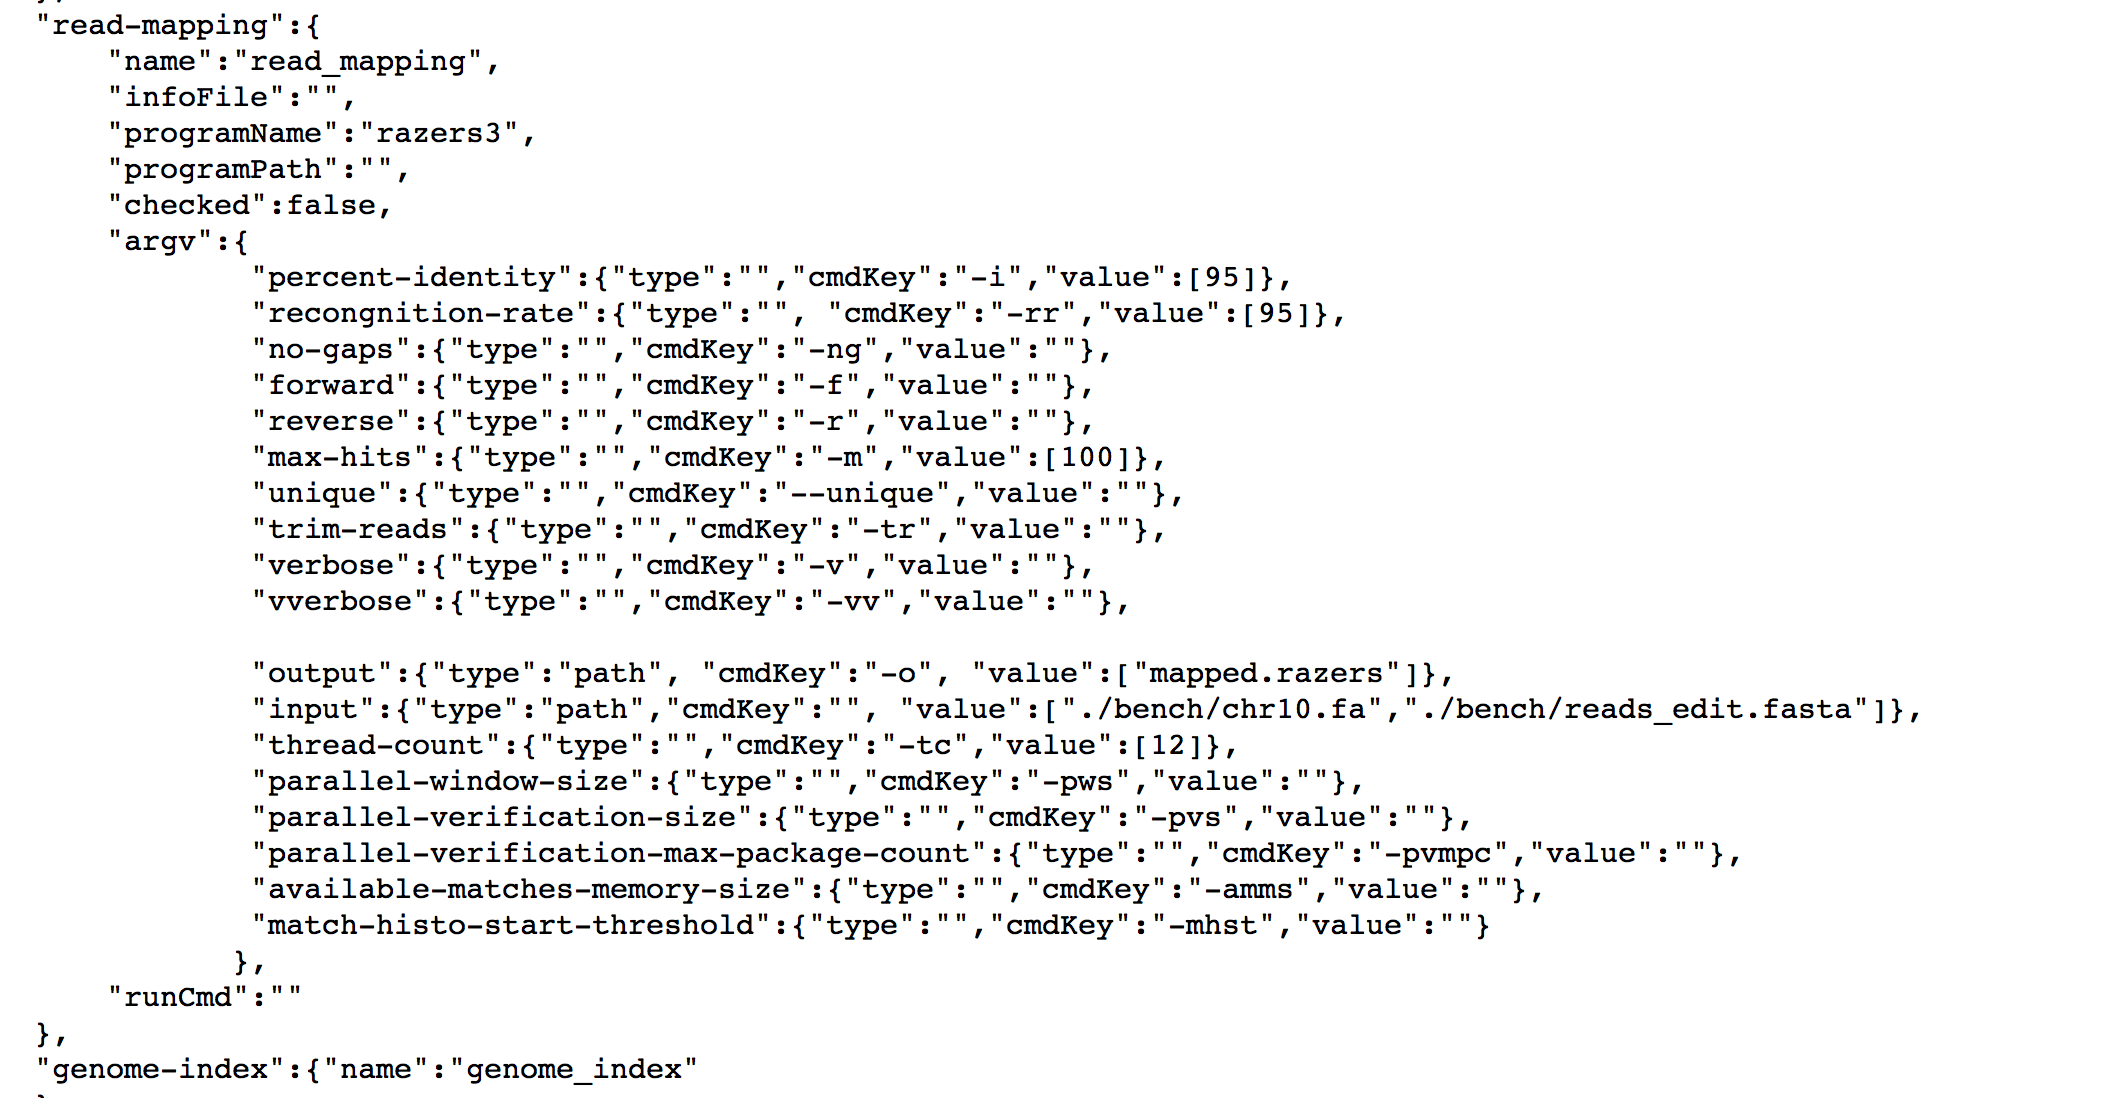 "read-mapping":{
"name":"read_mapping",
"infoFile":"",
"programName":"razers3",
"programPath":"",
"checked":false,
"argv":{
"percent-identity":{"type":"","cmdKey":"-i","value":[95]},
"recongnition-rate":{"type":"", "cmdKey":"-rr","value":[95]},
"no-gaps":{"type":"","cmdKey":"-ng","value":""},
"forward":{"type":"","cmdKey":"-f","value":""},
"reverse":{"type":"","cmdKey":"-r","value":""},
"max-hits":{"type":"","cmdKey":"-m","value":[100]},
"unique":{"type":"","cmdKey":"--unique","value":""},
"trim-reads":{"type":"","cmdKey":"-tr","value":""},
"verbose":{"type":"","cmdKey":"-v","value":""},
"vverbose":{"type":"","cmdKey":"-vv","value":""},
"output":{"type":"path", "cmdKey":"-o", "value":["mapped.razers"]},
"input":{"type":"path","cmdKey":"", "value":["./bench/chr10.fa","./bench/reads_edit.fasta"]},
"thread-count":{"type":"","cmdKey":"-tc","value":[12]},
"parallel-window-size":{"type":"","cmdKey":"-pws","value":""},
"parallel-verification-size":{"type":"","cmdKey":"-pvs","value":""},
"parallel-verification-max-package-count":{"type":"","cmdKey":"-pvmpc","value":""},
"available-matches-memory-size":{"type":"","cmdKey":"-amms","value":""},
"match-histo-start-threshold":{"type":"","cmdKey":"-mhst","value":""}
},
"runCmd":""
},
"genome-index":{"name":"genome_index"